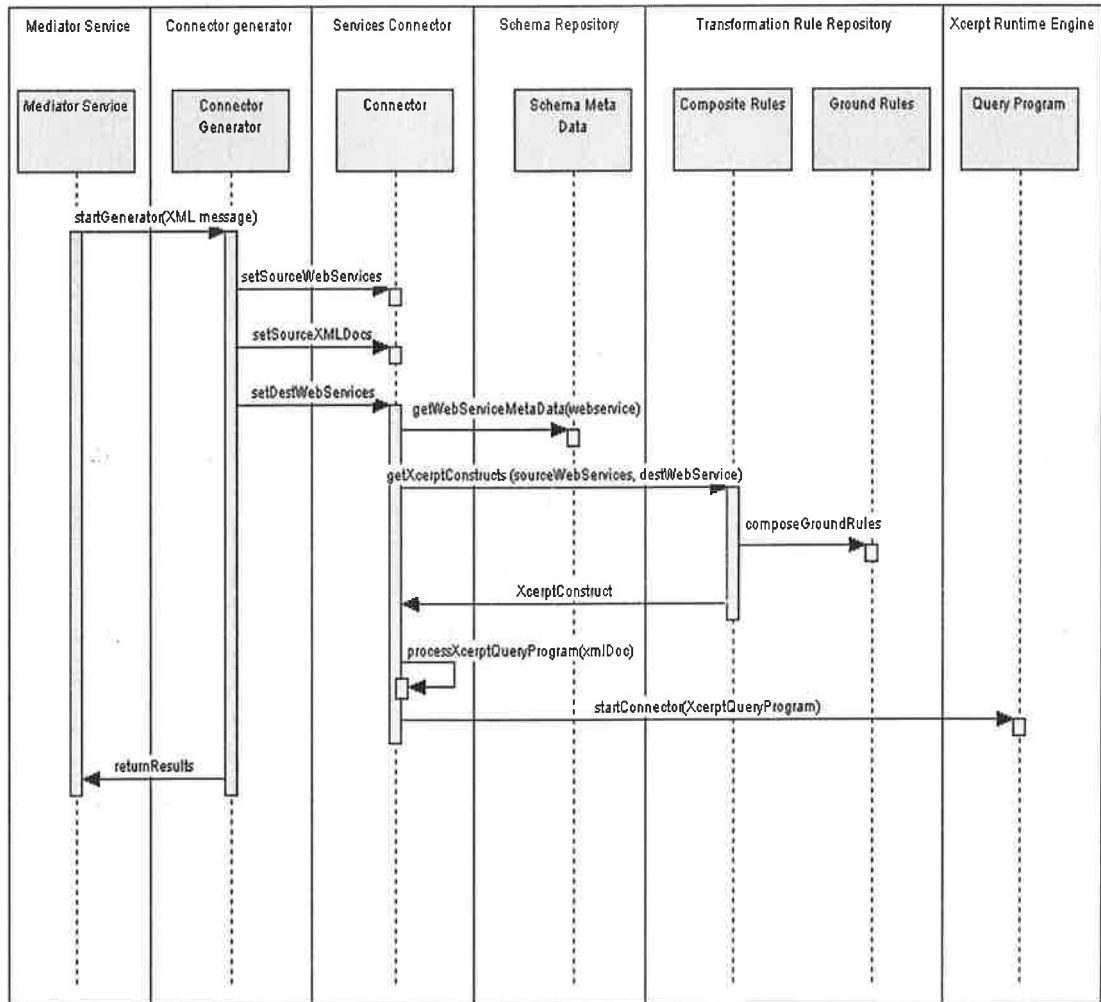 Mediator Service
Connector generator
Services Connector
Schema Repository
Transformation Rule Repository
Xcerpt Runtime Engine
Mediator Service
Connector
Generator
Connector
Schema Meta
Data
Composite Rules
Ground Rules
Query Program
startGenerator(XML message)
setSourceWebServices
setSourceXMLDocs
setDestWebServices
getWebServiceMetaData(webservice)
getXcerptConstructs (sourceWebServices, destWebService)
composeGroundRules
XcerptConstruct
processXcerptQueryProgram(xmlDoc)
startConnector(XcerptQueryProgram)
returnResults